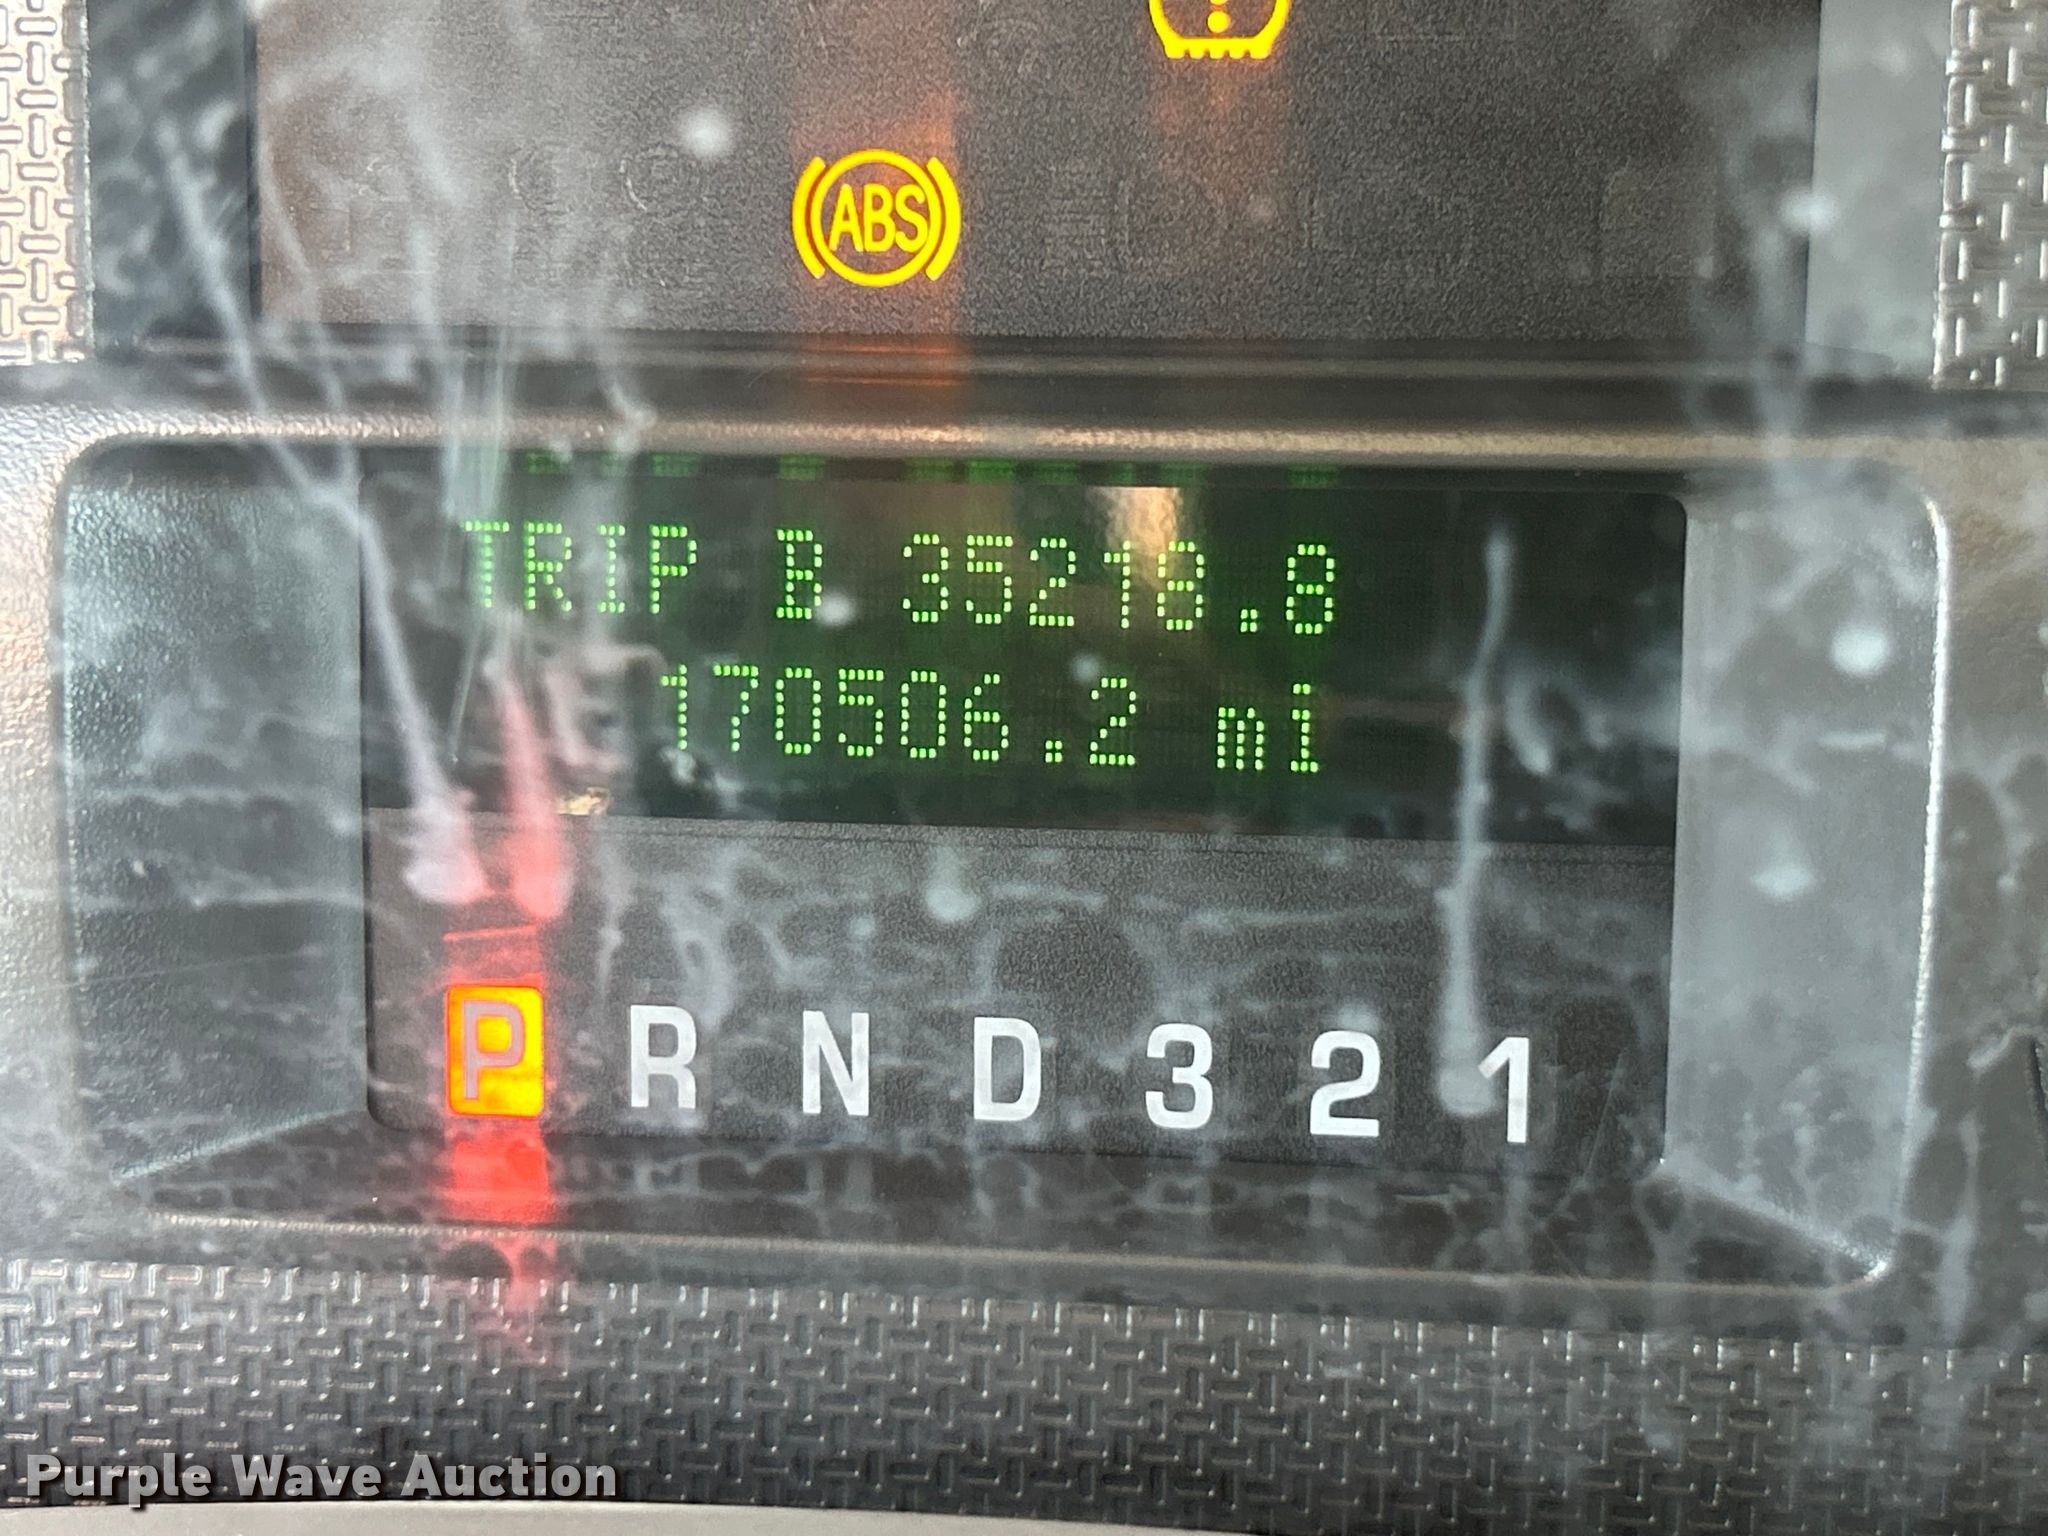 !
ABS
TRIP B 35218.8
170506.2 mi
P R N D 3 2 1
Purple Wave Auction